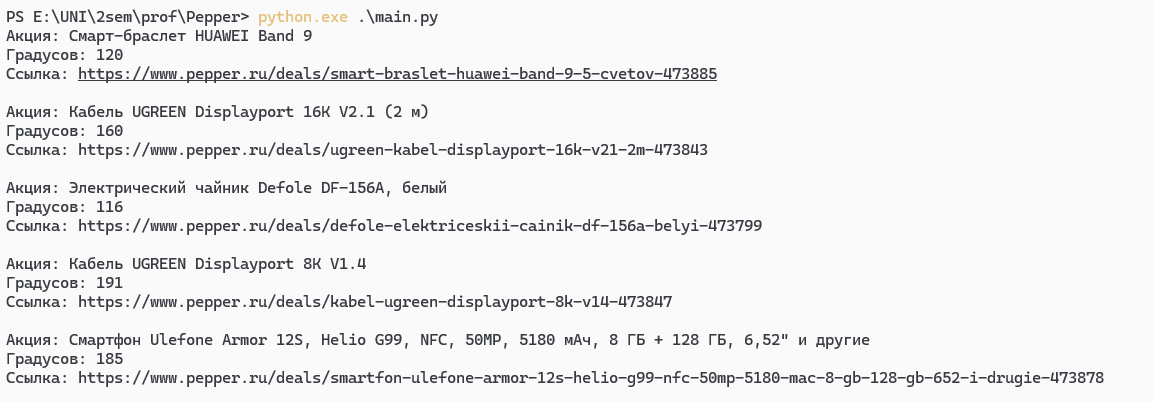 PS E:\UNI\2sem\prof\Pepper> python.exe .\main.py
Акция: Смарт-браслет HUAWEI Band 9
Градусов: 120
Ссылка: https://www.pepper.ru/deals/smart-braslet-huawei-band-9-5-cvetov-473885
Акция: Кабель UGREEN Displayport 16K V2.1 (2 м)
Градусов: 160
Ссылка: https://www.pepper.ru/deals/ugreen-kabel-displayport-16k-v21-2m-473843
Акция: Электрический чайник Defole DF-156A, белый
Градусов: 116
Ссылка: https://www.pepper.ru/deals/defole-elektriceskii-cainik-df-156a-belyi-473799
Акция: Кабель UGREEN Displayport 8K V1.4
Градусов: 191
Ссылка: https://www.pepper.ru/deals/kabel-ugreen-displayport-8k-v14-473847
Акция: Смартфон Ulefone Armor 12S, Helio G99, NFC, 50MP, 5180 мАч, 8 ГБ + 128 ГБ, 6,52" и другие
Градусов: 185
Ссылка: https://www.pepper.ru/deals/smartfon-ulefone-armor-12s-helio-g99-nfc-50mp-5180-mac-8-gb-128-gb-652-i-drugie-473878